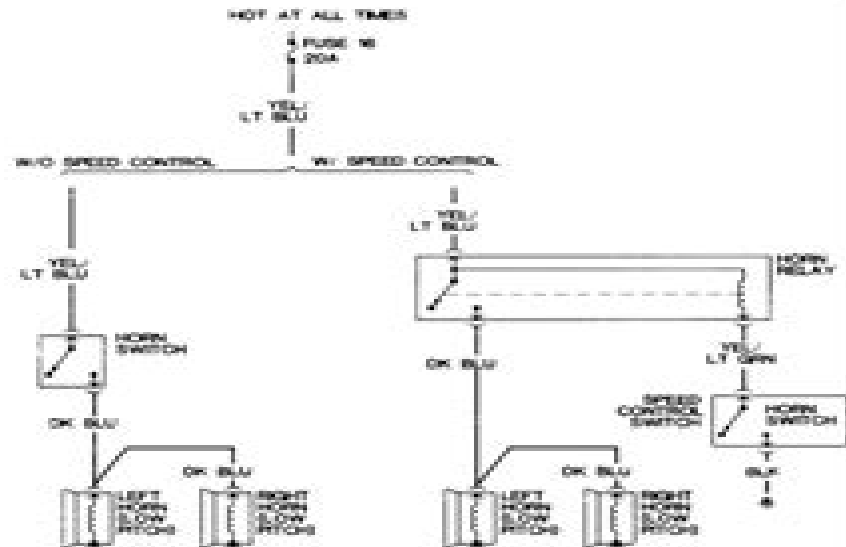 HOT AT ALL TIMES
FUSE 16
20A
YEL/
LT BLU
W/O SPEED CONTROL
W/ SPEED CONTROL
YEL/
LT BLU
YEL/
LT BLU
HORN
RELAY
HORN
SWITCH
DK BLU
YEL/
LT GRN
SPEED
CONTROL
SWITCH
HORN
SWITCH
DK BLU
DK BLU
DK BLU
BLK
LEFT
HORN
RIGHT
HORN
LEFT
HORN
RIGHT
HORN